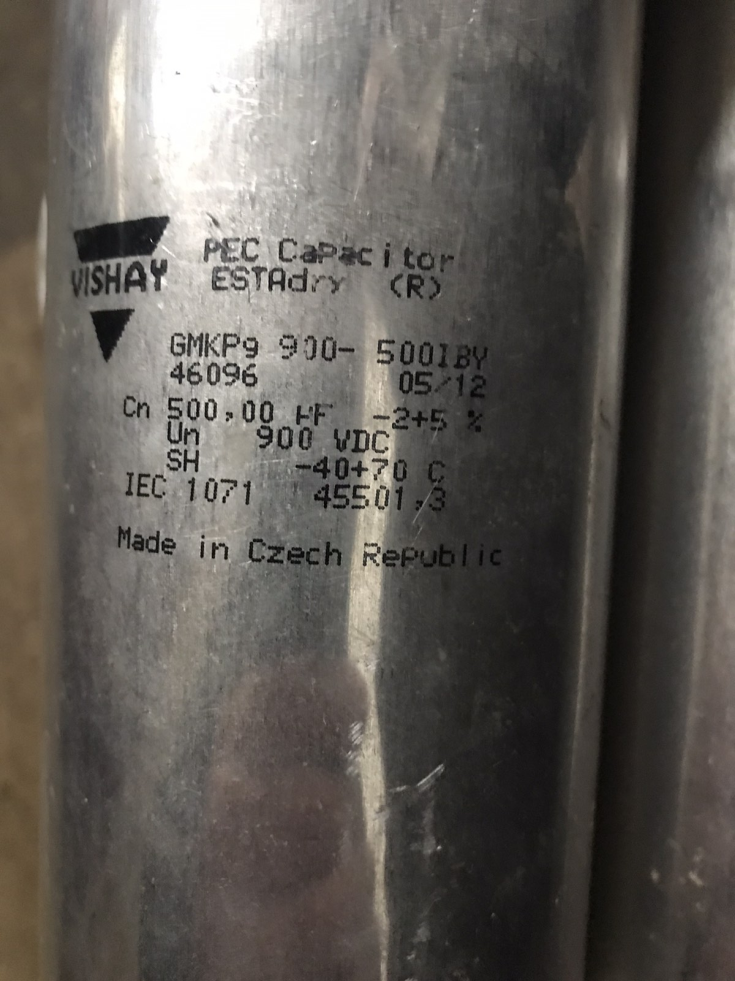 VISHAY
PEC Capacitor
ESTAdry (R)
GMKPg 900- 500IBY
46096 05/12
Cn 500,00 µF -2+5 %
Un 900 VDC
SH -40+70 C
IEC 1071 45501,3
Made in Czech Republic